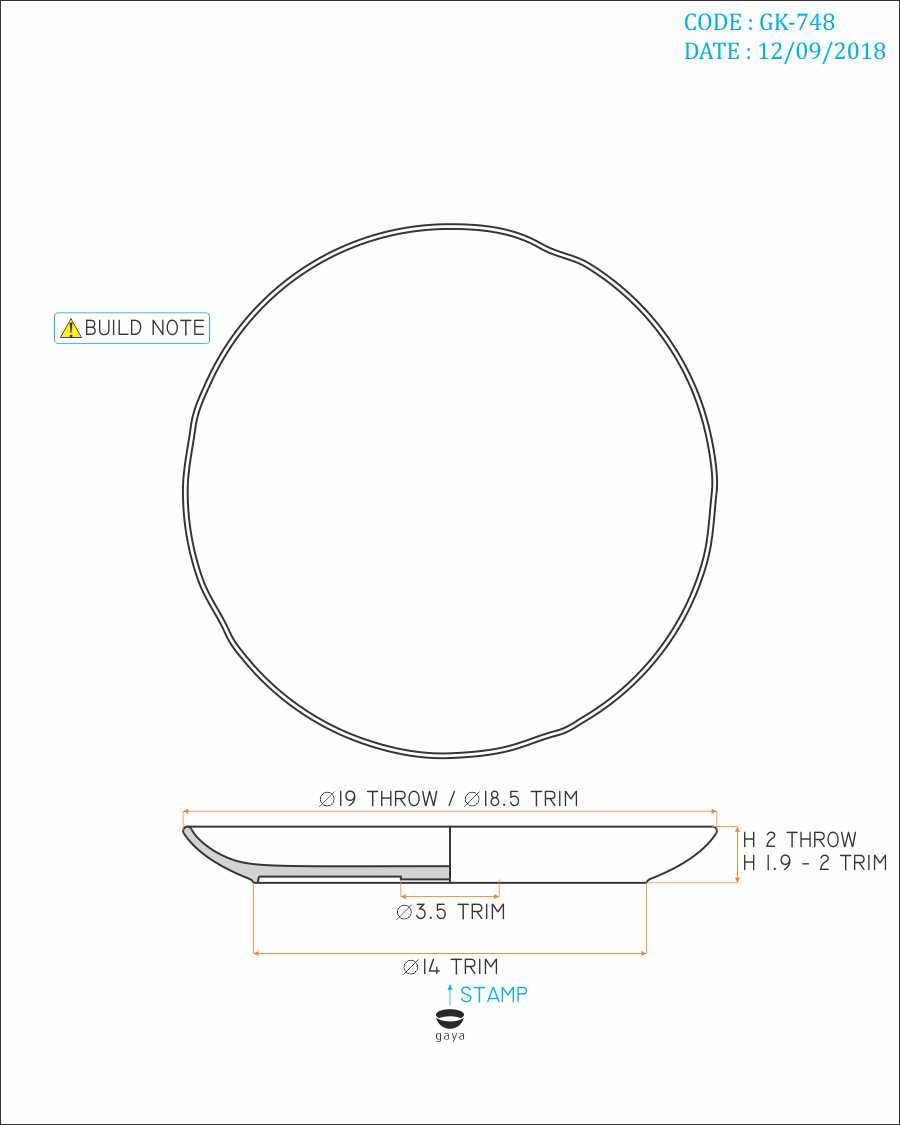 CODE : GK-748
DATE : 12/09/2018
BUILD NOTE
∅19 THROW / ∅18.5 TRIM
H 2 THROW
H 1.9 - 2 TRIM
∅3.5 TRIM
∅14 TRIM
STAMP
gaya